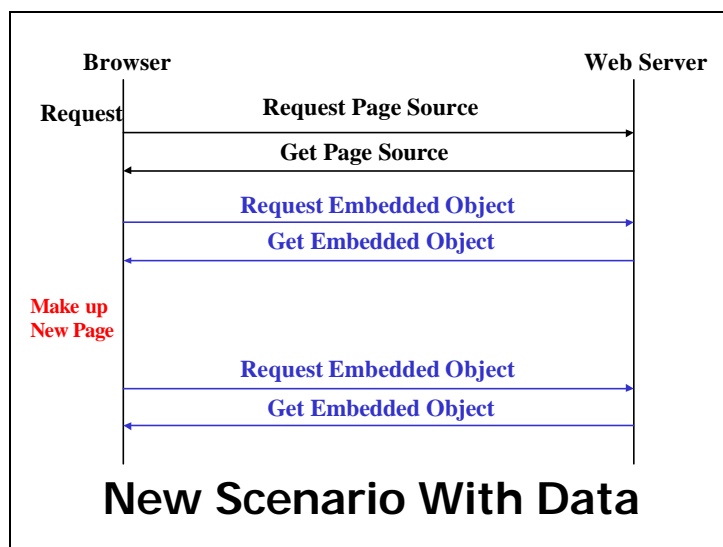 Browser
Web Server
Request
Request Page Source
Get Page Source
Request Embedded Object
Get Embedded Object
Make up
New Page
Request Embedded Object
Get Embedded Object
New Scenario With Data